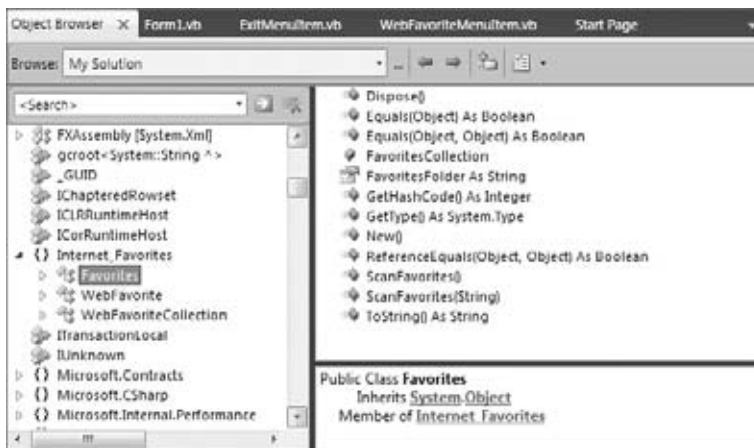 Object Browser X Form1.vb ExitMenuItem.vb WebFavoriteMenuItem.vb Start Page
Browse: My Solution
...
<Search>
FXAssembly [System.Xml]
gcroot<System::String ^>
_GUID
IChapteredRowset
ICLRRuntimeHost
ICorRuntimeHost
{} Internet_Favorites
Favorites
WebFavorite
WebFavoriteCollection
ITransactionLocal
IUnknown
{} Microsoft.Contracts
{} Microsoft.CSharp
{} Microsoft.Internal.Performance
Dispose()
Equals(Object) As Boolean
Equals(Object, Object) As Boolean
FavoritesCollection
FavoritesFolder As String
GetHashCode() As Integer
GetType() As System.Type
New()
ReferenceEquals(Object, Object) As Boolean
ScanFavorites()
ScanFavorites(String)
ToString() As String
Public Class Favorites
Inherits System.Object
Member of Internet_Favorites